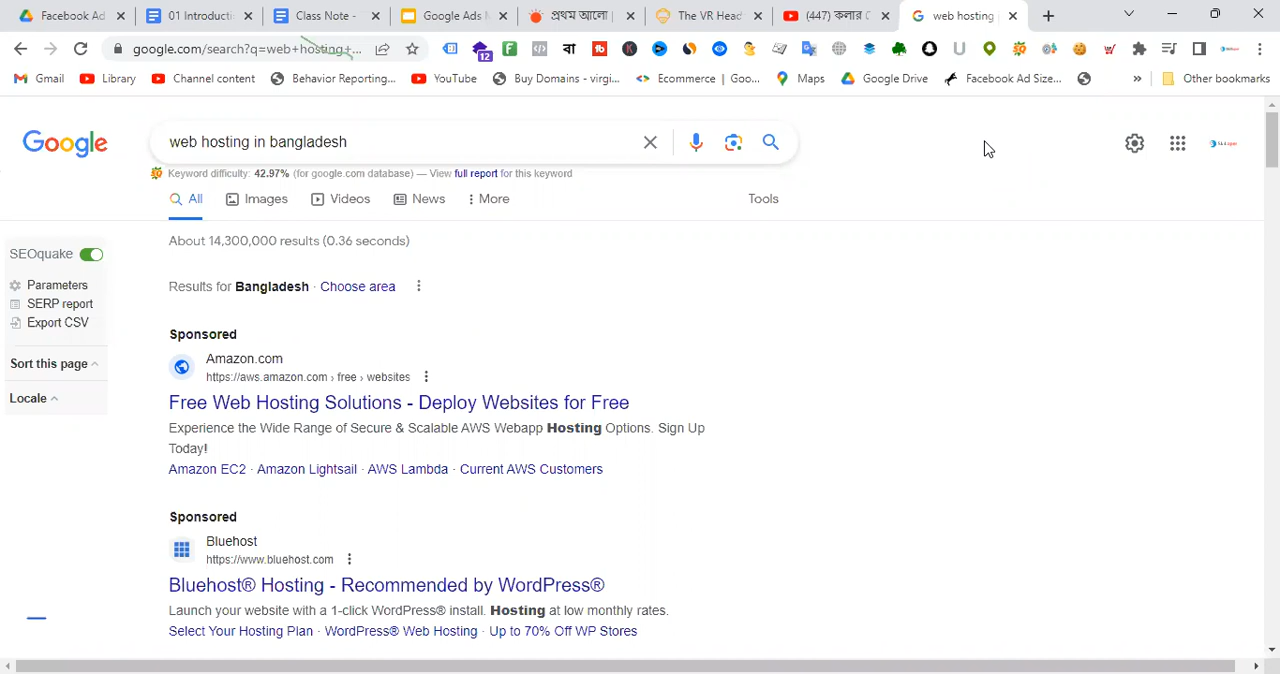 Facebook Ad
01 Introducti
Class Note -
Google Ads M
প্রথম আলো
The VR Head
(447) কলার
web hosting
google.com/search?q=web+hosting+...
12
Gmail
Library
Channel content
Behavior Reporting...
YouTube
Buy Domains - virgi...
Ecommerce | Goo...
Maps
Google Drive
Facebook Ad Size...
»
Other bookmarks
Google
web hosting in bangladesh
Keyword difficulty: 42.97% (for google.com database) — View full report for this keyword
All
Images
Videos
News
More
Tools
About 14,300,000 results (0.36 seconds)
SEOquake
Parameters
SERP report
Export CSV
Sort this page
Locale
Results for Bangladesh · Choose area
Sponsored
Amazon.com
https://aws.amazon.com › free › websites
Free Web Hosting Solutions - Deploy Websites for Free
Experience the Wide Range of Secure & Scalable AWS Webapp Hosting Options. Sign Up
Today!
Amazon EC2 · Amazon Lightsail · AWS Lambda · Current AWS Customers
Sponsored
Bluehost
https://www.bluehost.com
Bluehost® Hosting - Recommended by WordPress®
Launch your website with a 1-click WordPress® install. Hosting at low monthly rates.
Select Your Hosting Plan · WordPress® Web Hosting · Up to 70% Off WP Stores